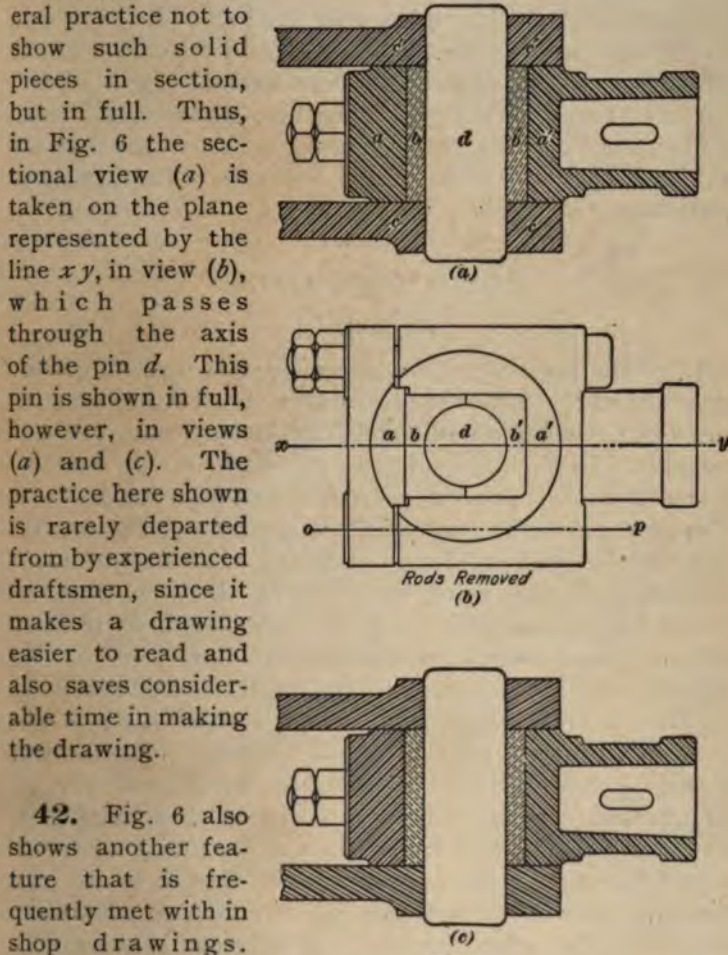 eral practice not to
show such solid
pieces in section,
but in full. Thus,
in Fig. 6 the sec-
tional view (a) is
taken on the plane
represented by the
line x y, in view (b),
which passes
through the axis
of the pin d. This
pin is shown in full,
however, in views
(a) and (c). The
practice here shown
is rarely departed
from by experienced
draftsmen, since it
makes a drawing
easier to read and
also saves consider-
able time in making
the drawing.
42. Fig. 6 also
shows another fea-
ture that is fre-
quently met with in
shop drawings.
c' c'
a b d b' a'
c c
(a)
x a b d b' a' y
o p
Rods Removed
(b)
(c)